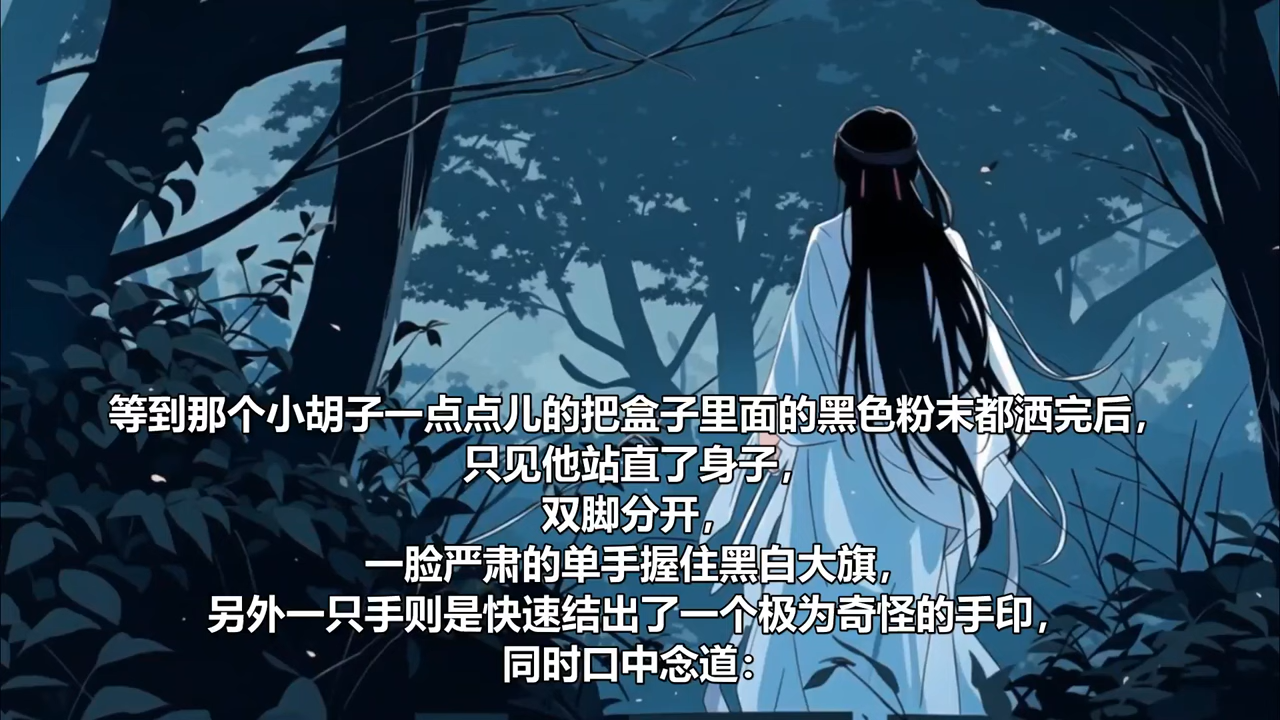 等到那个小胡子一点点儿的把盒子里面的黑色粉末都洒完后，
只见他站直了身子，
双脚分开，
一脸严肃的单手握住黑白大旗，
另外一只手则是快速结出了一个极为奇怪的手印，
同时口中念道：